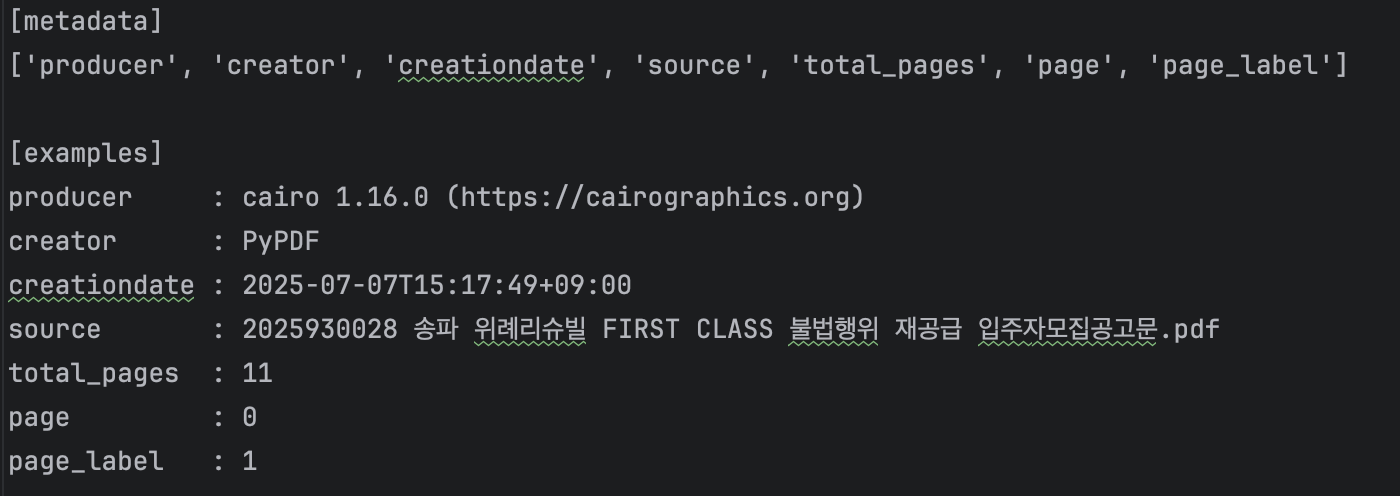 [metadata]
['producer', 'creator', 'creationdate', 'source', 'total_pages', 'page', 'page_label']
[examples]
producer     : cairo 1.16.0 (https://cairographics.org)
creator      : PyPDF
creationdate : 2025-07-07T15:17:49+09:00
source       : 2025930028 송파 위례리슈빌 FIRST CLASS 불법행위 재공급 입주자모집공고문.pdf
total_pages  : 11
page         : 0
page_label   : 1